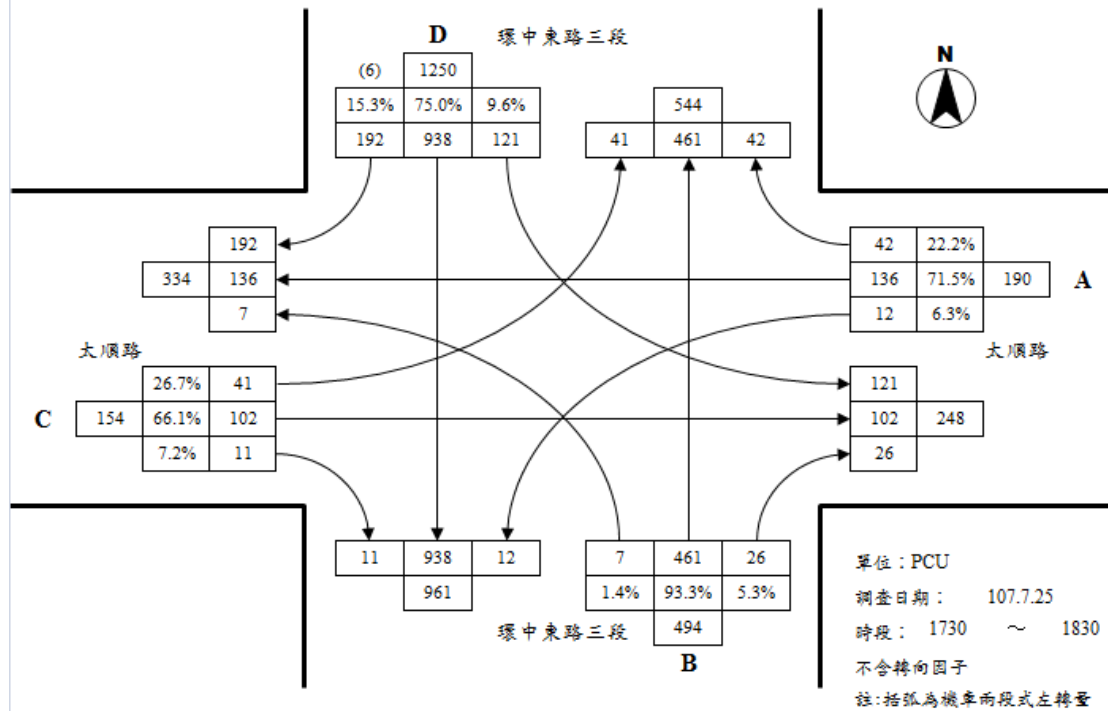 D 環中東路三段
N
(6) 1250
15.3% 75.0% 9.6%
192 938 121
544
41 461 42
192
334 136
7
42 22.2%
136 71.5% 190 A
12 6.3%
太順路
太順路
26.7% 41
C 154 66.1% 102
7.2% 11
121
102 248
26
11 938 12
961
7 461 26
1.4% 93.3% 5.3%
494
環中東路三段
B
單位：PCU
調查日期： 107.7.25
時段： 1730 ～ 1830
不含轉向因子
註:括弧為機車兩段式左轉量